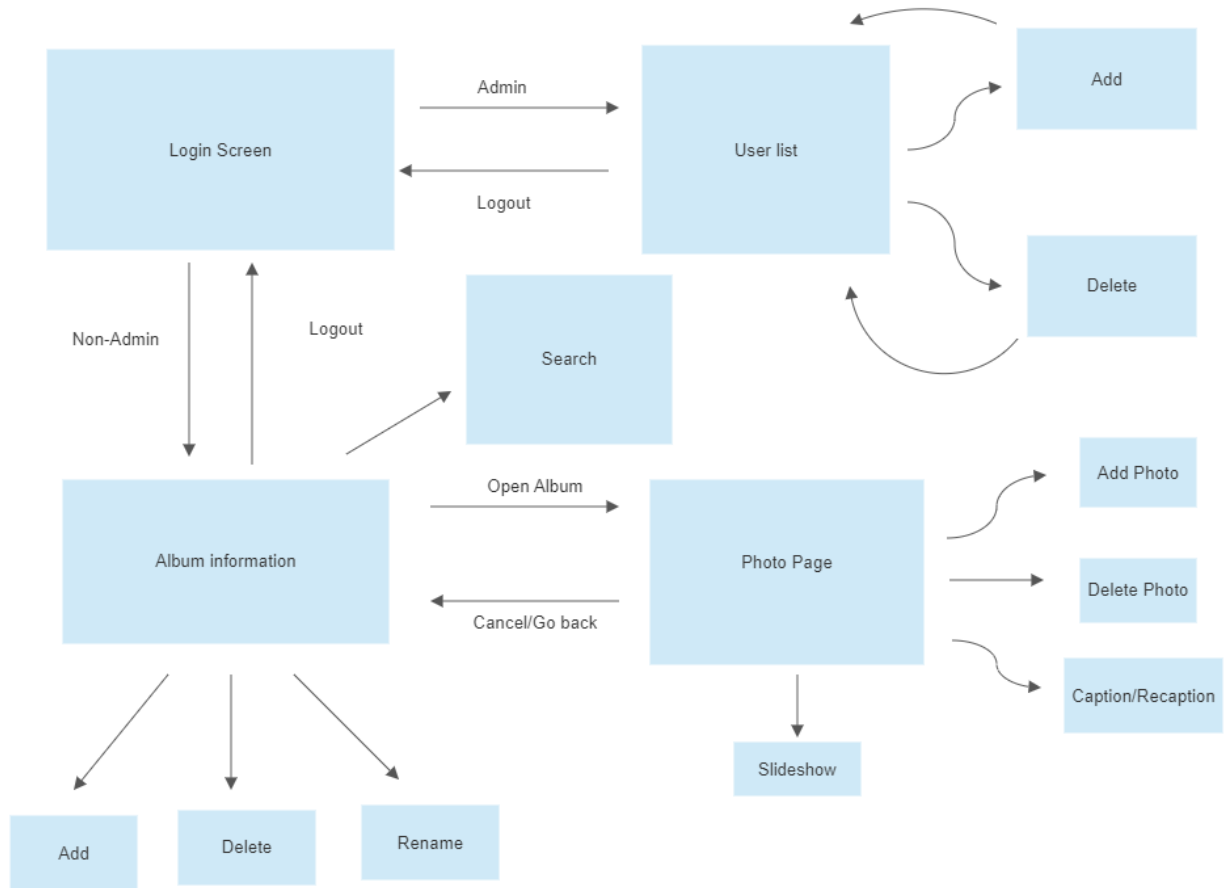 Add
Admin
Login Screen
User list
Logout
Delete
Logout
Non-Admin
Search
Add Photo
Open Album
Album information
Photo Page
Delete Photo
Cancel/Go back
Caption/Recaption
Slideshow
Add
Delete
Rename